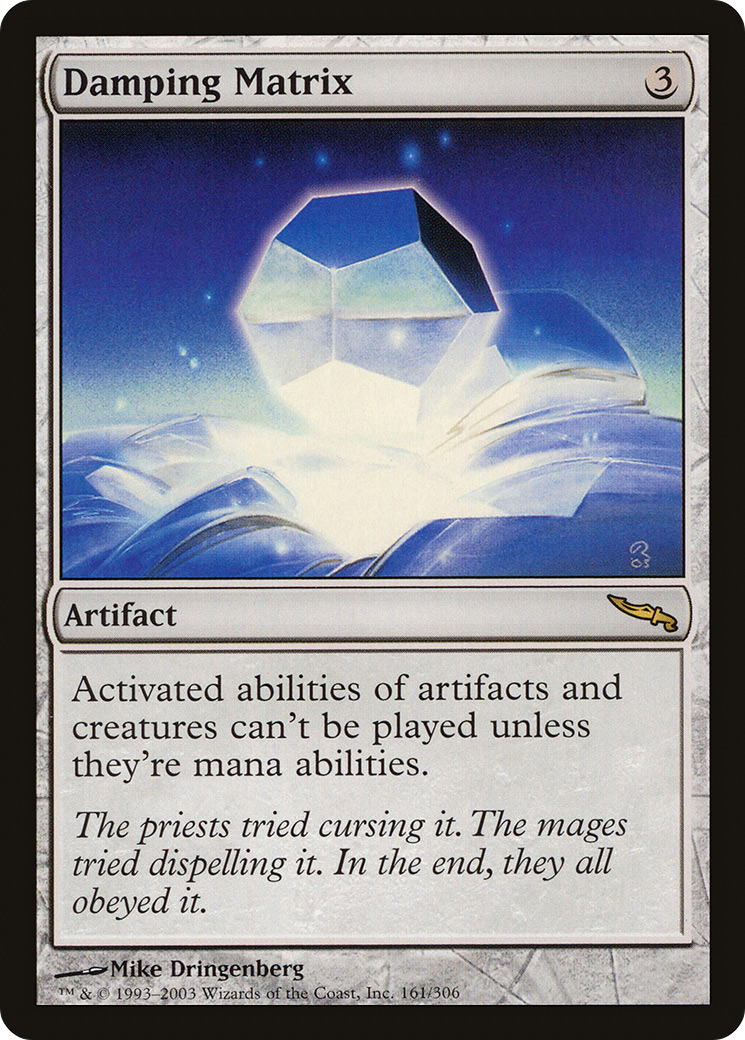 Damping Matrix 3
Artifact
Activated abilities of artifacts and
creatures can't be played unless
they're mana abilities.
The priests tried cursing it. The mages
tried dispelling it. In the end, they all
obeyed it.
Mike Dringenberg
™ & © 1993–2003 Wizards of the Coast, Inc. 161/306